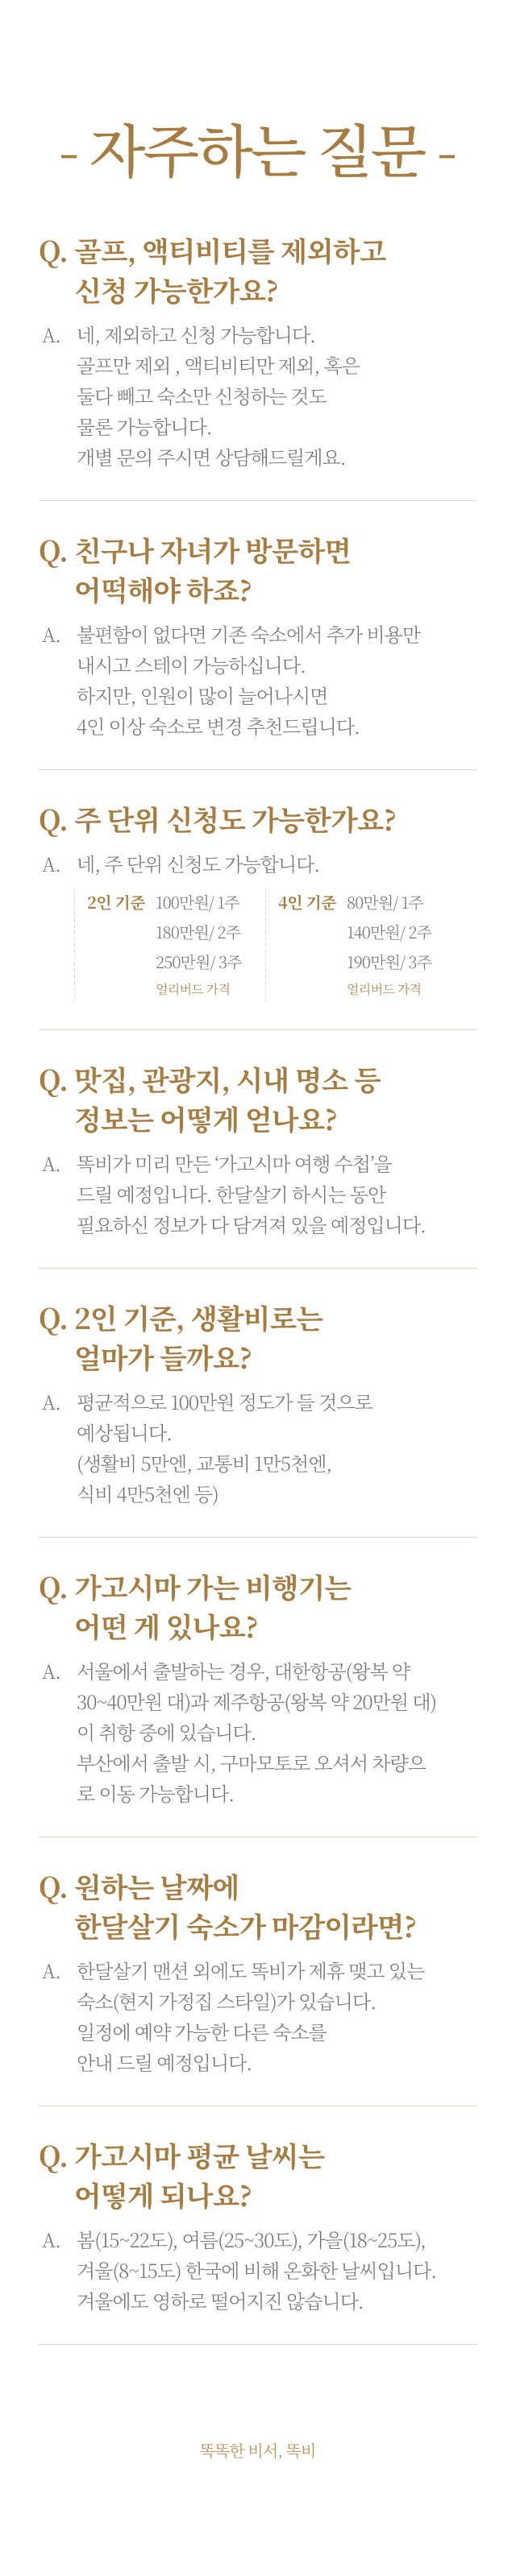 - 자주하는 질문 -
Q. 골프, 액티비티를 제외하고
신청 가능한가요?
A. 네, 제외하고 신청 가능합니다.
골프만 제외 , 액티비티만 제외, 혹은
둘다 빼고 숙소만 신청하는 것도
물론 가능합니다.
개별 문의 주시면 상담해드릴게요.
Q. 친구나 자녀가 방문하면
어떡해야 하죠?
A. 불편함이 없다면 기존 숙소에서 추가 비용만
내시고 스테이 가능하십니다.
하지만, 인원이 많이 늘어나시면
4인 이상 숙소로 변경 추천드립니다.
Q. 주 단위 신청도 가능한가요?
A. 네, 주 단위 신청도 가능합니다.
2인 기준 100만원/ 1주
180만원/ 2주
250만원/ 3주
얼리버드 가격
4인 기준 80만원/ 1주
140만원/ 2주
190만원/ 3주
얼리버드 가격
Q. 맛집, 관광지, 시내 명소 등
정보는 어떻게 얻나요?
A. 똑비가 미리 만든 ‘가고시마 여행 수첩’을
드릴 예정입니다. 한달살기 하시는 동안
필요하신 정보가 다 담겨져 있을 예정입니다.
Q. 2인 기준, 생활비로는
얼마가 들까요?
A. 평균적으로 100만원 정도가 들 것으로
예상됩니다.
(생활비 5만엔, 교통비 1만5천엔,
식비 4만5천엔 등)
Q. 가고시마 가는 비행기는
어떤 게 있나요?
A. 서울에서 출발하는 경우, 대한항공(왕복 약
30~40만원 대)과 제주항공(왕복 약 20만원 대)
이 취항 중에 있습니다.
부산에서 출발 시, 구마모토로 오셔서 차량으
로 이동 가능합니다.
Q. 원하는 날짜에
한달살기 숙소가 마감이라면?
A. 한달살기 맨션 외에도 똑비가 제휴 맺고 있는
숙소(현지 가정집 스타일)가 있습니다.
일정에 예약 가능한 다른 숙소를
안내 드릴 예정입니다.
Q. 가고시마 평균 날씨는
어떻게 되나요?
A. 봄(15~22도), 여름(25~30도), 가을(18~25도),
겨울(8~15도) 한국에 비해 온화한 날씨입니다.
겨울에도 영하로 떨어지진 않습니다.
똑똑한 비서, 똑비